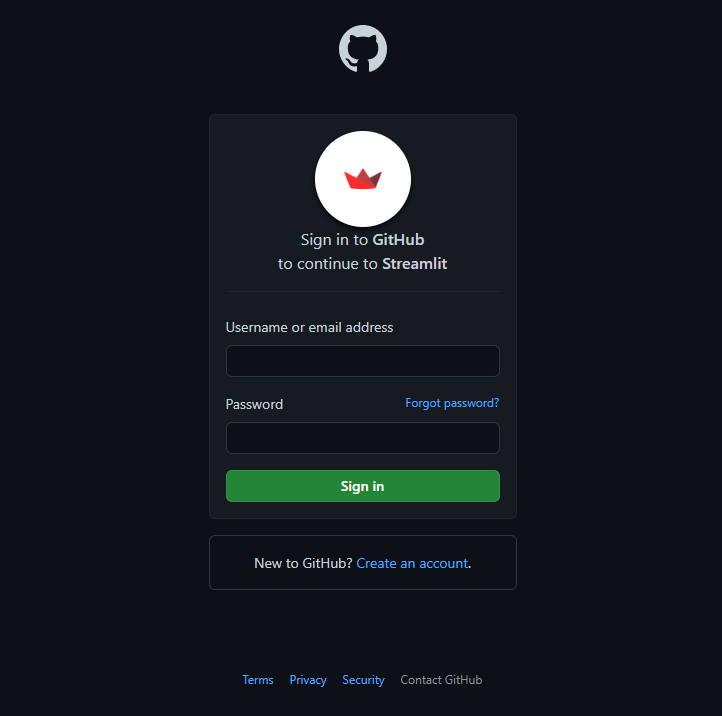 Sign in to GitHub
to continue to Streamlit
Username or email address
Password Forgot password?
Sign in
New to GitHub? Create an account.
Terms Privacy Security Contact GitHub